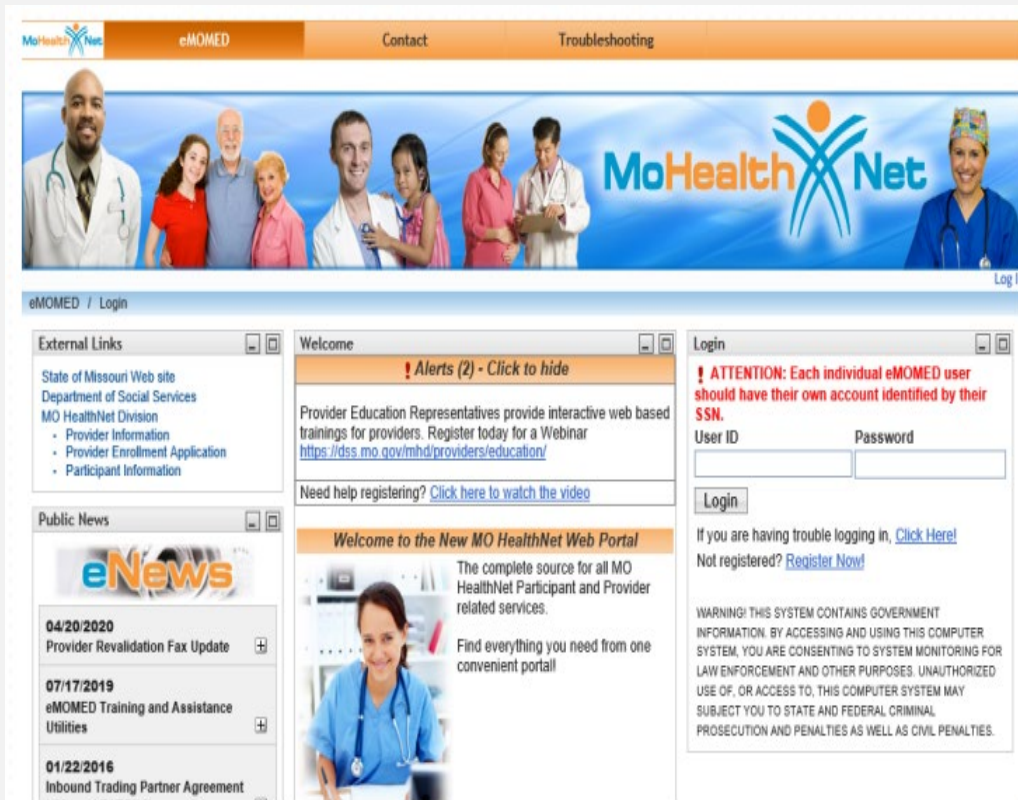 MoHealthNet
eMOMED
Contact
Troubleshooting
MoHealthNet
Log I
eMOMED / Login
External Links
State of Missouri Web site
Department of Social Services
MO HealthNet Division
Provider Information
Provider Enrollment Application
Participant Information
Public News
eNews
04/20/2020
Provider Revalidation Fax Update
07/17/2019
eMOMED Training and Assistance
Utilities
01/22/2016
Inbound Trading Partner Agreement
Welcome
! Alerts (2) - Click to hide
Provider Education Representatives provide interactive web based
trainings for providers. Register today for a Webinar
https://dss.mo.gov/mhd/providers/education/
Need help registering? Click here to watch the video
Welcome to the New MO HealthNet Web Portal
The complete source for all MO
HealthNet Participant and Provider
related services.
Find everything you need from one
convenient portal!
Login
! ATTENTION: Each individual eMOMED user
should have their own account identified by their
SSN.
User ID
Password
Login
If you are having trouble logging in, Click Here!
Not registered? Register Now!
WARNING! THIS SYSTEM CONTAINS GOVERNMENT
INFORMATION. BY ACCESSING AND USING THIS COMPUTER
SYSTEM, YOU ARE CONSENTING TO SYSTEM MONITORING FOR
LAW ENFORCEMENT AND OTHER PURPOSES. UNAUTHORIZED
USE OF, OR ACCESS TO, THIS COMPUTER SYSTEM MAY
SUBJECT YOU TO STATE AND FEDERAL CRIMINAL
PROSECUTION AND PENALTIES AS WELL AS CIVIL PENALTIES.